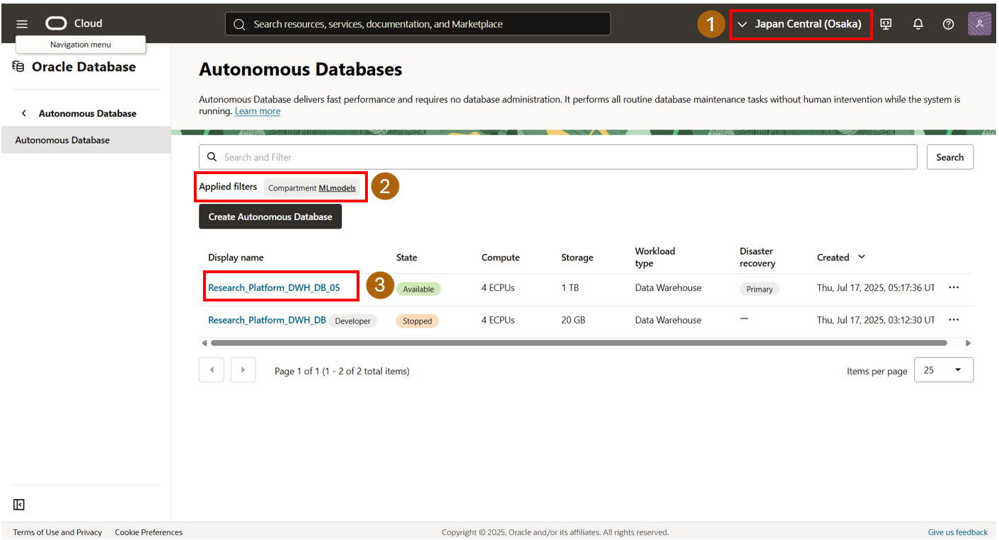 Cloud
Search resources, services, documentation, and Marketplace
1
Japan Central (Osaka)
Navigation menu
Oracle Database
Autonomous Database
Autonomous Database
Autonomous Databases
Autonomous Database delivers fast performance and requires no database administration. It performs all routine database maintenance tasks without human intervention while the system is
running. Learn more
Search and Filter
Search
Applied filters Compartment MLmodels
2
Create Autonomous Database
Display name State Compute Storage Workload type Disaster recovery Created
Research_Platform_DWH_DB_05 3 Available 4 ECPUs 1 TB Data Warehouse Primary Thu, Jul 17, 2025, 05:17:36 UT
Research_Platform_DWH_DB Developer Stopped 4 ECPUs 20 GB Data Warehouse — Thu, Jul 17, 2025, 03:12:30 UT
Page 1 of 1 (1 - 2 of 2 total items)
Items per page 25
Terms of Use and Privacy Cookie Preferences
Copyright © 2025, Oracle and/or its affiliates. All rights reserved.
Give us feedback